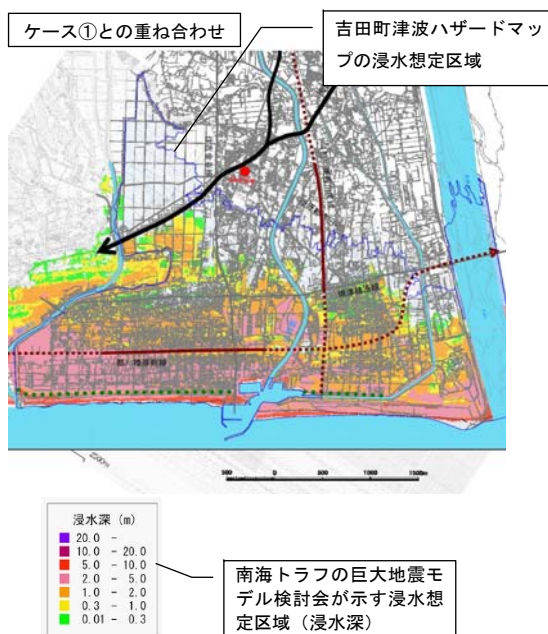 ケース①との重ね合わせ
吉田町津波ハザードマッ
プの浸水想定区域
2500m
500
0
500
1000
1500m
浸水深 (m)
20.0 -
10.0 - 20.0
5.0 - 10.0
2.0 - 5.0
1.0 - 2.0
0.3 - 1.0
0.01 - 0.3
南海トラフの巨大地震モ
デル検討会が示す浸水想
定区域（浸水深）